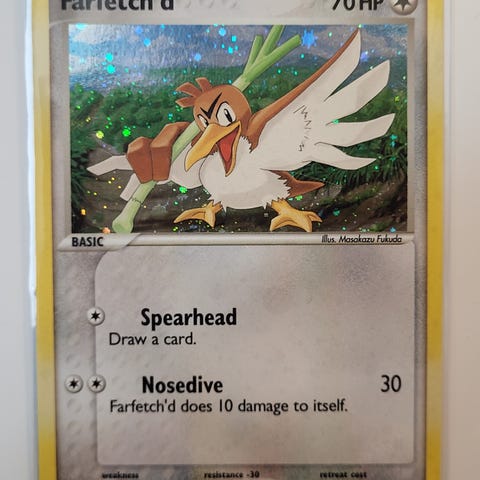 Farfetch'd 70 HP
BASIC Illus. Masakazu Fukuda
Spearhead
Draw a card.
Nosedive 30
Farfetch'd does 10 damage to itself.
weakness resistance -30 retreat cost